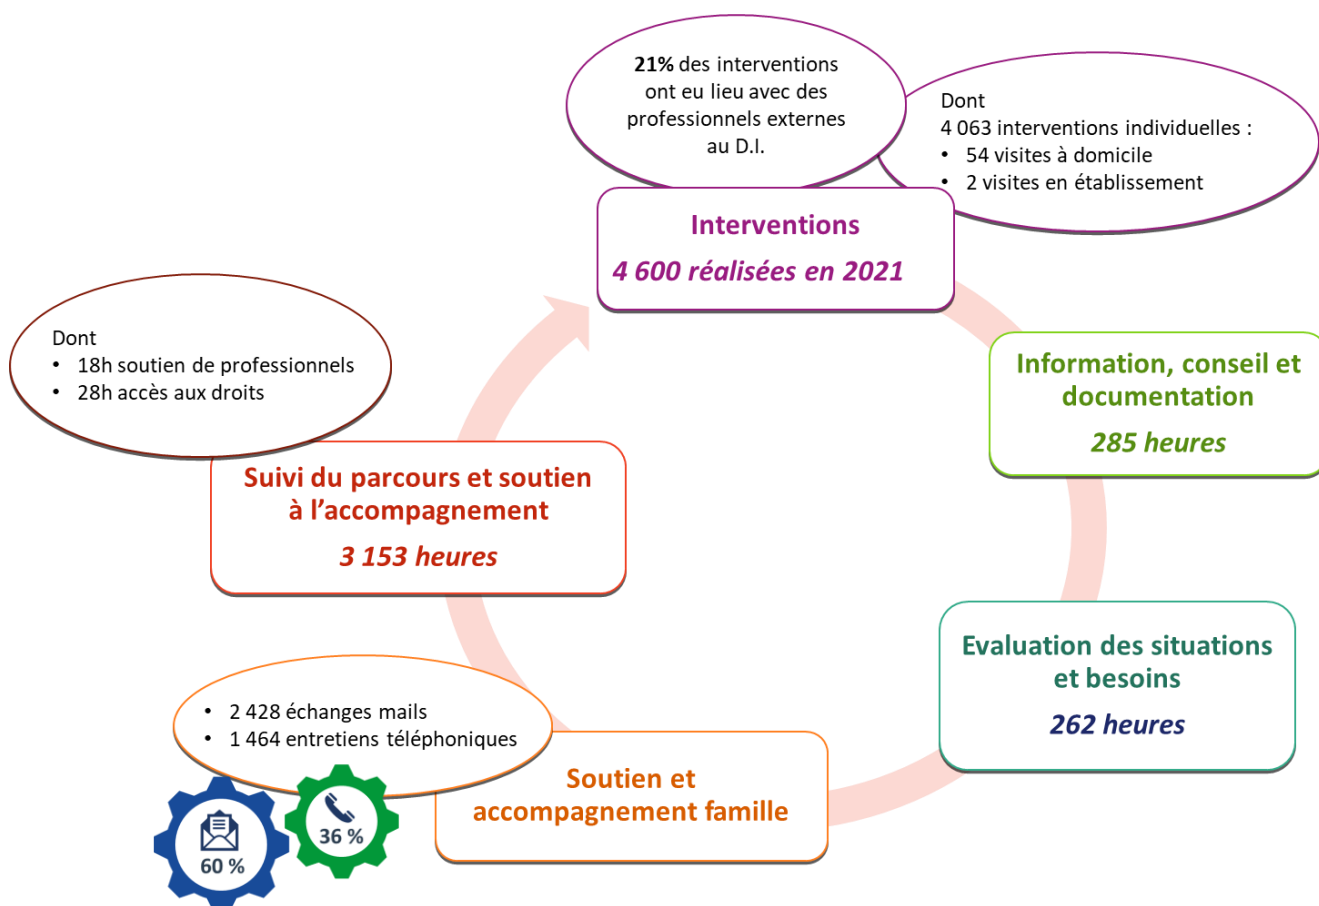 21% des interventions
ont eu lieu avec des
professionnels externes
au D.I.
Dont
4 063 interventions individuelles :
• 54 visites à domicile
• 2 visites en établissement
Interventions
4 600 réalisées en 2021
Information, conseil et
documentation
285 heures
Evaluation des situations
et besoins
262 heures
Soutien et
accompagnement famille
• 2 428 échanges mails
• 1 464 entretiens téléphoniques
60 %
36 %
Suivi du parcours et soutien
à l’accompagnement
3 153 heures
Dont
• 18h soutien de professionnels
• 28h accès aux droits